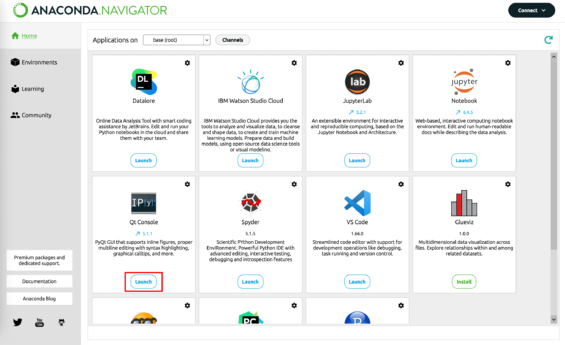 ANACONDA.NAVIGATOR
Connect
Home
Environments
Learning
Community
Premium packages and
dedicated support.
Documentation
Anaconda Blog
Applications on
base (root)
Channels
DL
Datalore
Online Data Analysis Tool with smart coding
assistance by JetBrains. Edit and run your
Python notebooks in the cloud and share
them with your team.
Launch
IBM Watson Studio Cloud
IBM Watson Studio Cloud provides you the
tools to analyze and visualize data, to cleanse
and shape data, to create and train machine
learning models. Prepare data and build
models, using open source data science tools
or visual modeling.
Launch
lab
JupyterLab
3.2.1
An extensible environment for interactive
and reproducible computing, based on the
Jupyter Notebook and Architecture.
Launch
jupyter
Notebook
6.4.5
Web-based, interactive computing notebook
environment. Edit and run human-readable
docs while describing the data analysis.
Launch
IP[y]:
Qt Console
5.1.1
PyQt GUI that supports inline figures, proper
multiline editing with syntax highlighting,
graphical calltips, and more.
Launch
Spyder
5.1.5
Scientific PYthon Development
EnviRonment. Powerful Python IDE with
advanced editing, interactive testing,
debugging and introspection features
Launch
VS Code
1.66.0
Streamlined code editor with support for
development operations like debugging,
task running and version control.
Launch
Glueviz
1.0.0
Multidimensional data visualization across
files. Explore relationships within and among
related datasets.
Install
PC
R